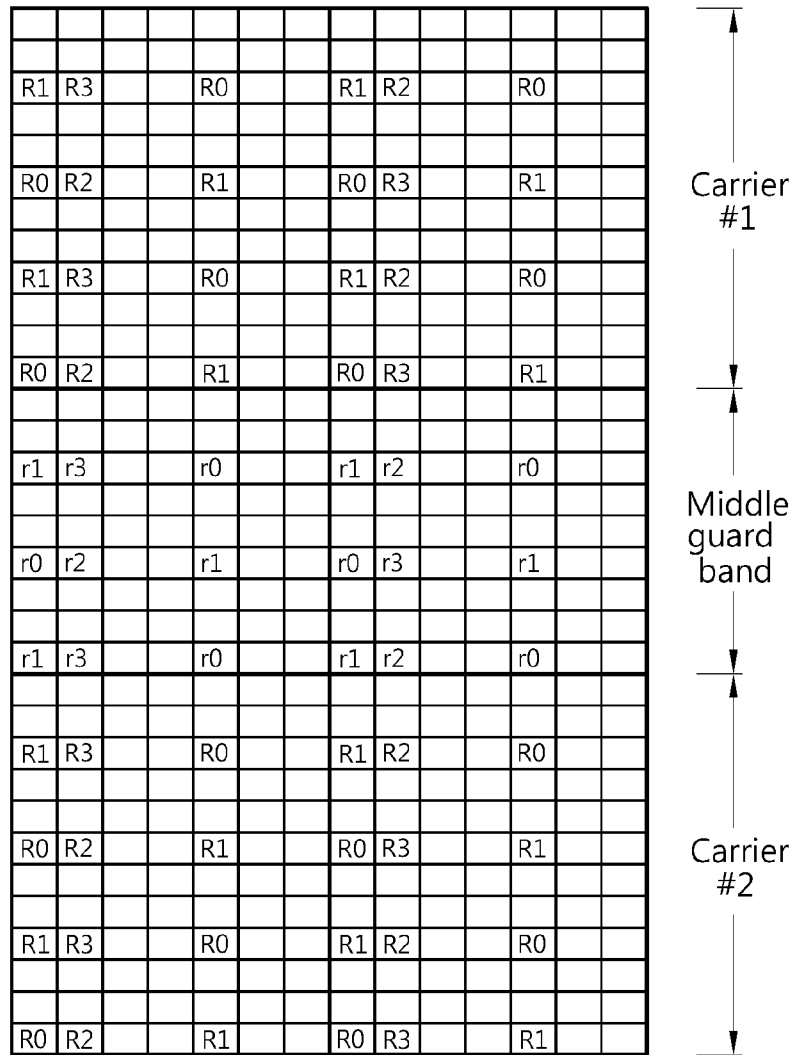 R1 R3 R0 R1 R2 R0
R0 R2 R1 R0 R3 R1
R1 R3 R0 R1 R2 R0
R0 R2 R1 R0 R3 R1
Carrier
#1
r1 r3 r0 r1 r2 r0
r0 r2 r1 r0 r3 r1
r1 r3 r0 r1 r2 r0
Middle
guard
band
R1 R3 R0 R1 R2 R0
R0 R2 R1 R0 R3 R1
R1 R3 R0 R1 R2 R0
R0 R2 R1 R0 R3 R1
Carrier
#2